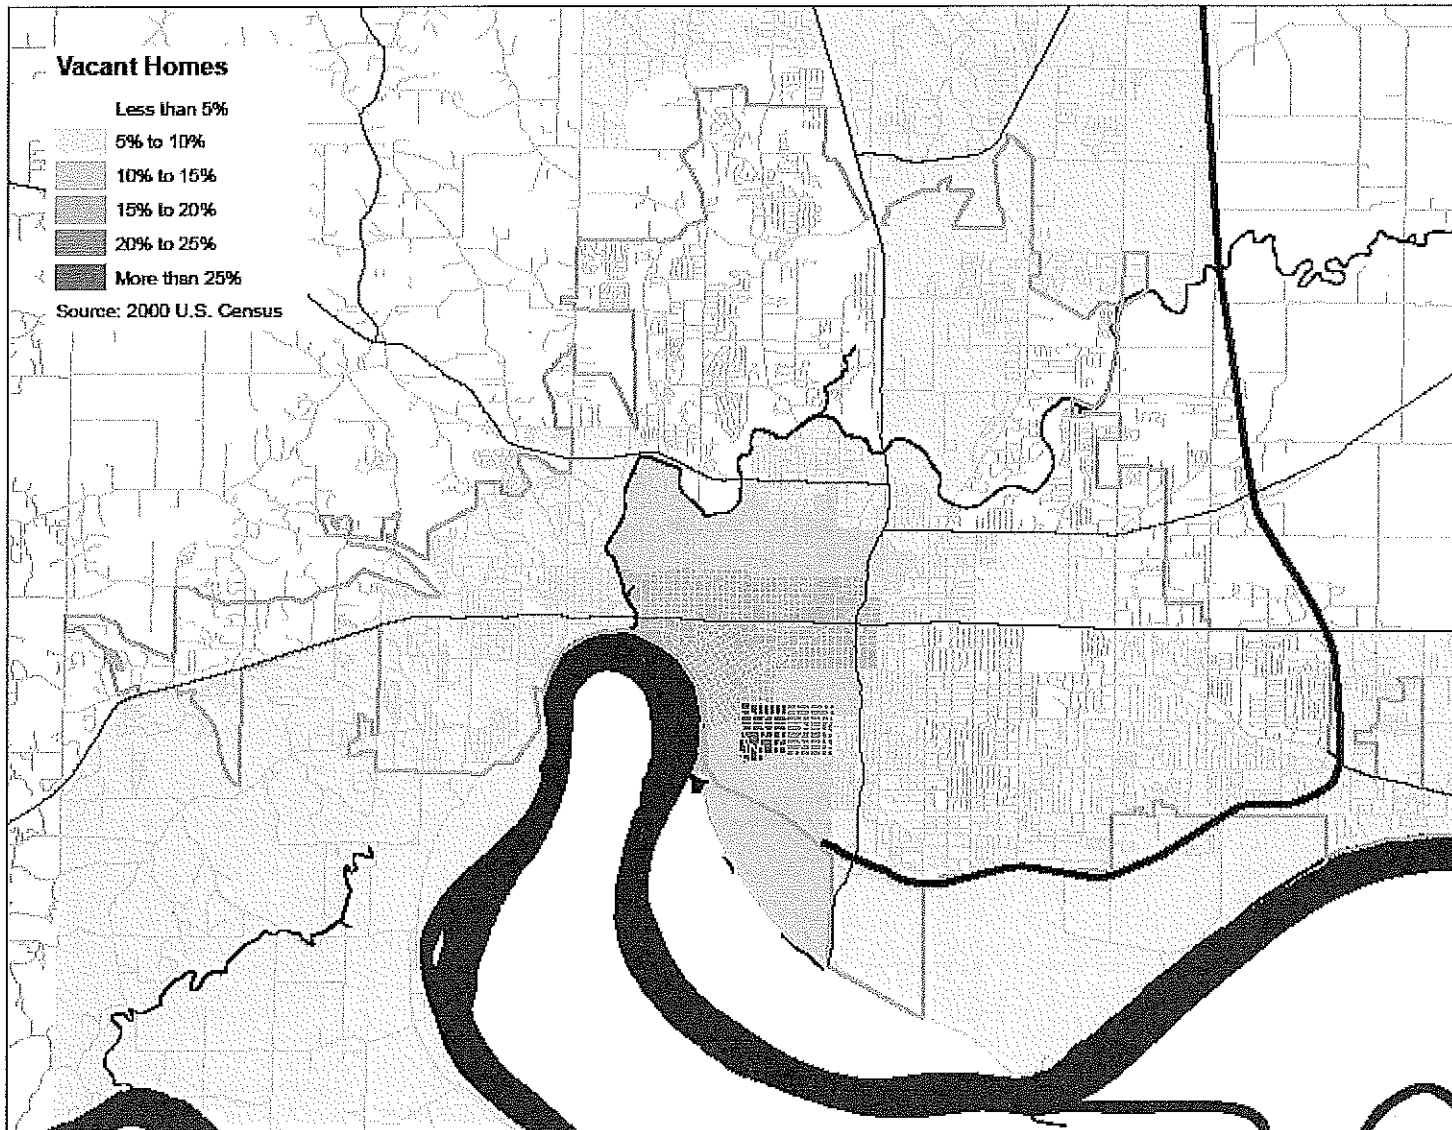 Vacant Homes
Less than 5%
5% to 10%
10% to 15%
15% to 20%
20% to 25%
More than 25%
Source: 2000 U.S. Census